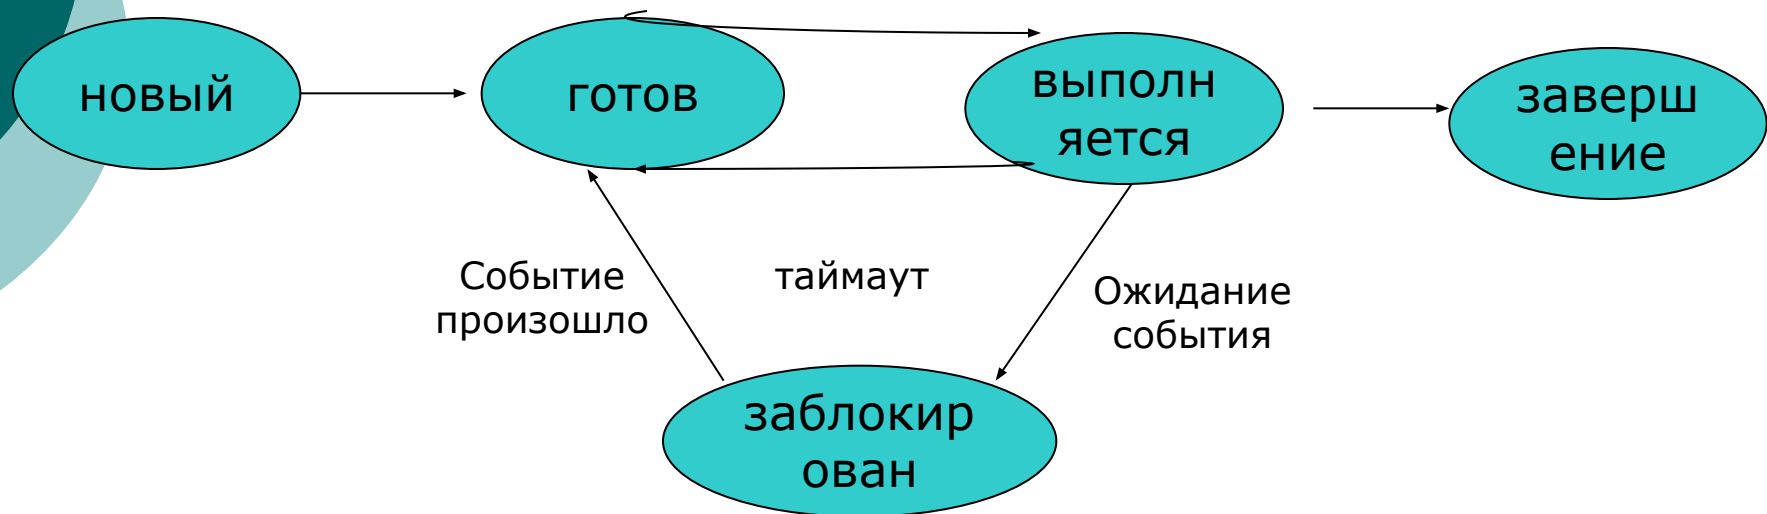 новый
готов
выполн
яется
заверш
ение
Событие
произошло
таймаут
Ожидание
события
заблокир
ован